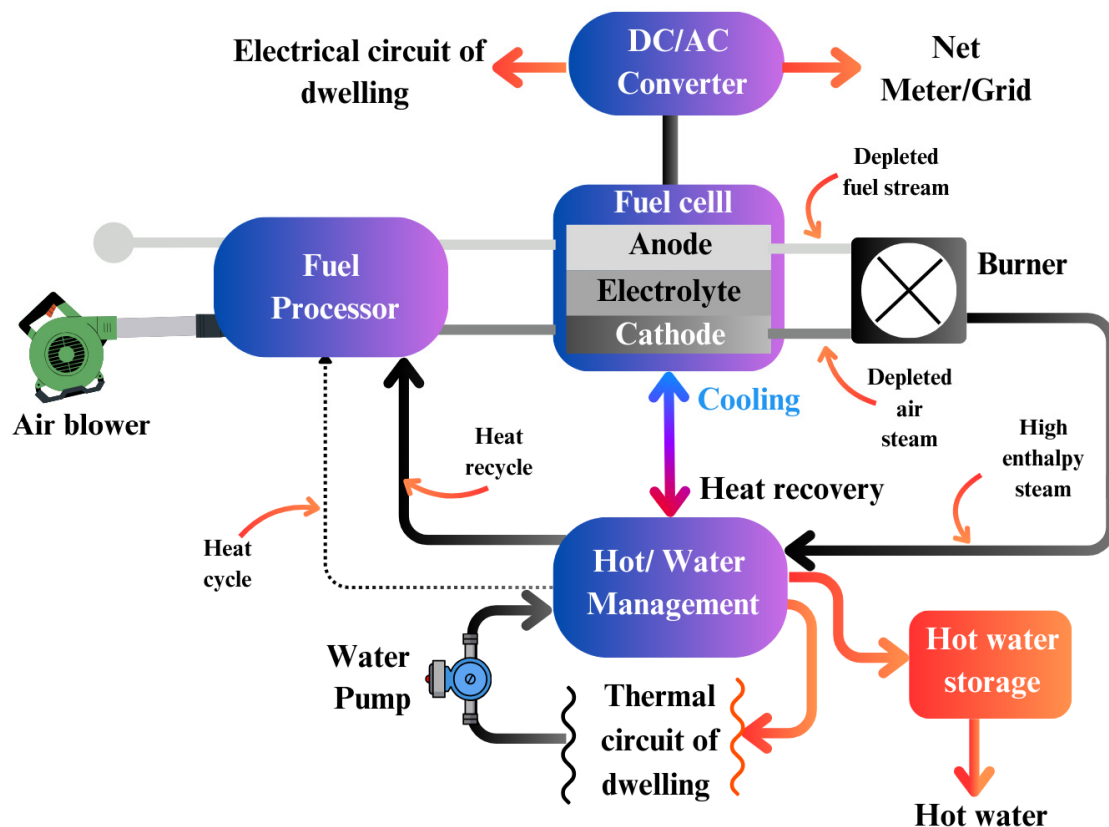 Electrical circuit of
dwelling
DC/AC
Converter
Net
Meter/Grid
Depleted
fuel stream
Fuel celll
Anode
Electrolyte
Cathode
Fuel
Processor
Burner
Air blower
Cooling
Depleted
air
steam
Heat
recycle
High
enthalpy
steam
Heat recovery
Heat
cycle
Hot/ Water
Management
Water
Pump
Thermal
circuit of
dwelling
Hot water
storage
Hot water